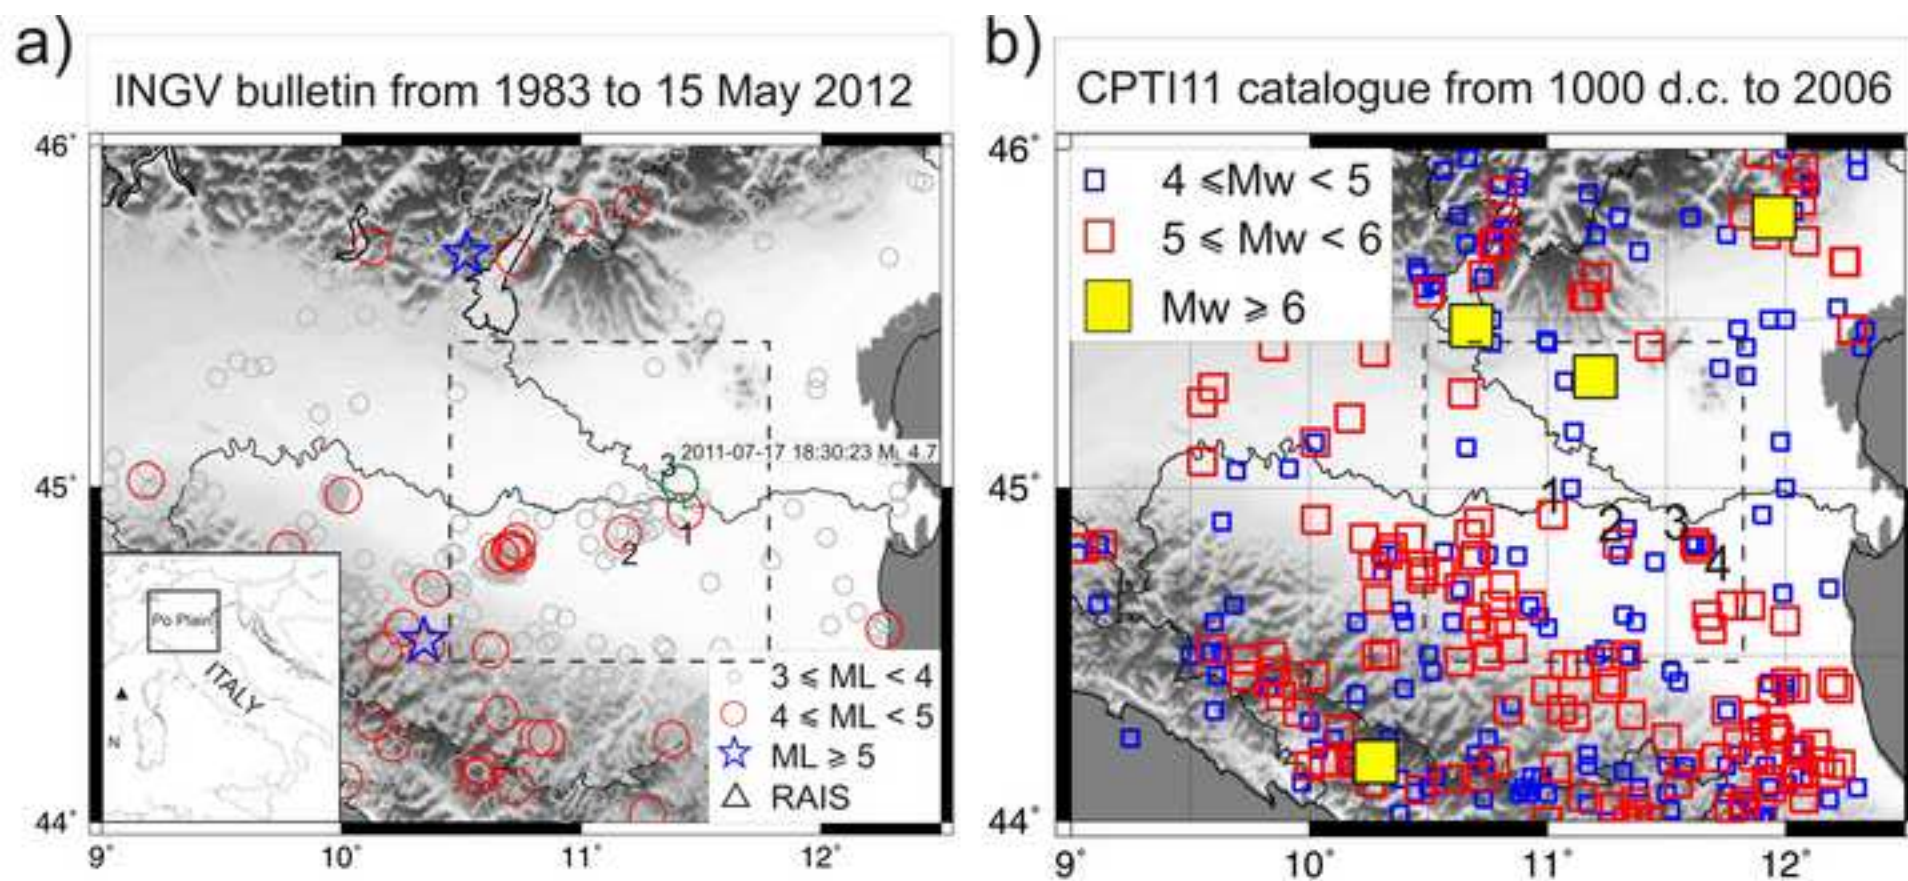 a)
INGV bulletin from 1983 to 15 May 2012
46°
45°
44°
9°
10°
11°
12°
2011-07-17 18:30:23 ML 4.7
3
1
2
Po Plain
ITALY
N
3 ⩽ ML < 4
4 ⩽ ML < 5
ML ⩾ 5
RAIS
b)
CPTI11 catalogue from 1000 d.c. to 2006
4 ⩽Mw < 5
5 ⩽ Mw < 6
Mw ⩾ 6
46°
45°
44°
1
2
3
4
9°
10°
11°
12°